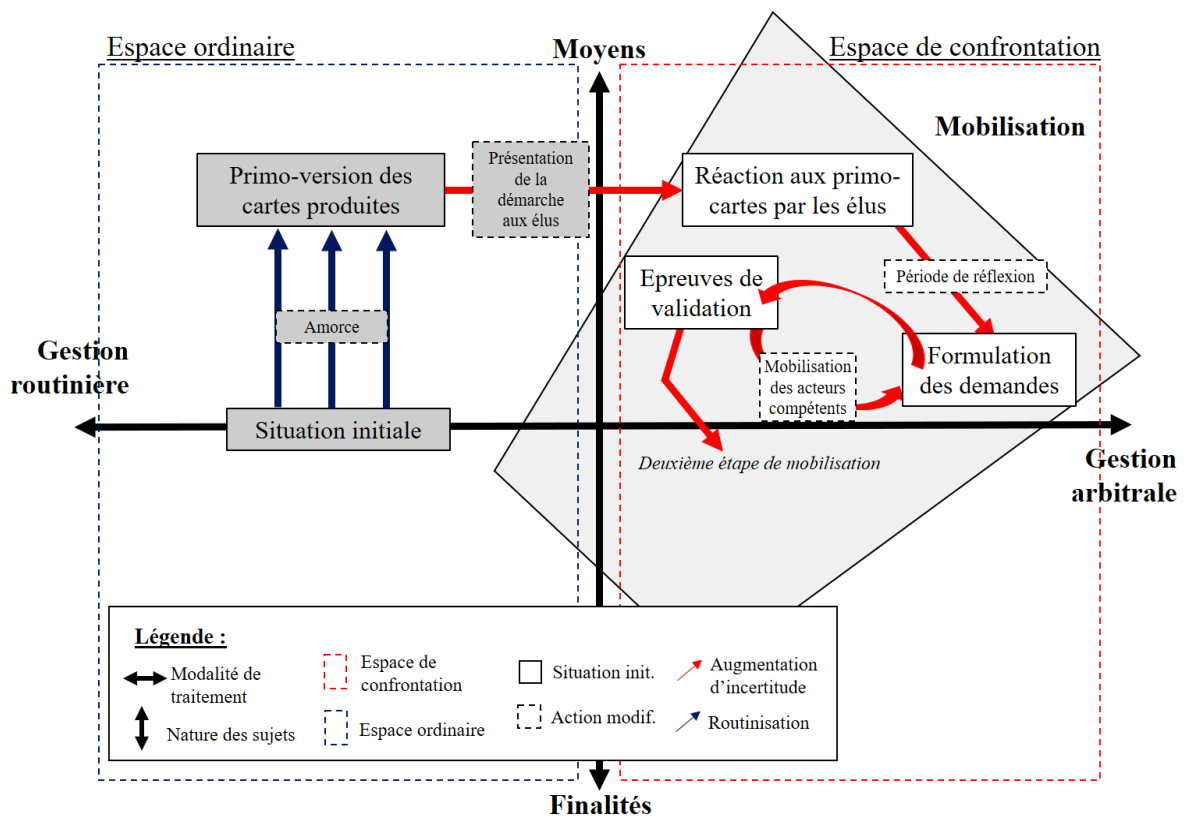 Espace ordinaire
Moyens
Espace de confrontation
Mobilisation
Primo-version des
cartes produites
Présentation
de la
démarche
aux élus
Réaction aux primo-
cartes par les élus
Période de réflexion
Epreuves de
validation
Amorce
Gestion
routinière
Mobilisation
des acteurs
compétents
Formulation
des demandes
Situation initiale
Deuxième étape de mobilisation
Gestion
arbitrale
Légende :
Modalité de
traitement
Nature des sujets
Espace de
confrontation
Espace ordinaire
Situation init.
Action modif.
Augmentation
d’incertitude
Routinisation
Finalités